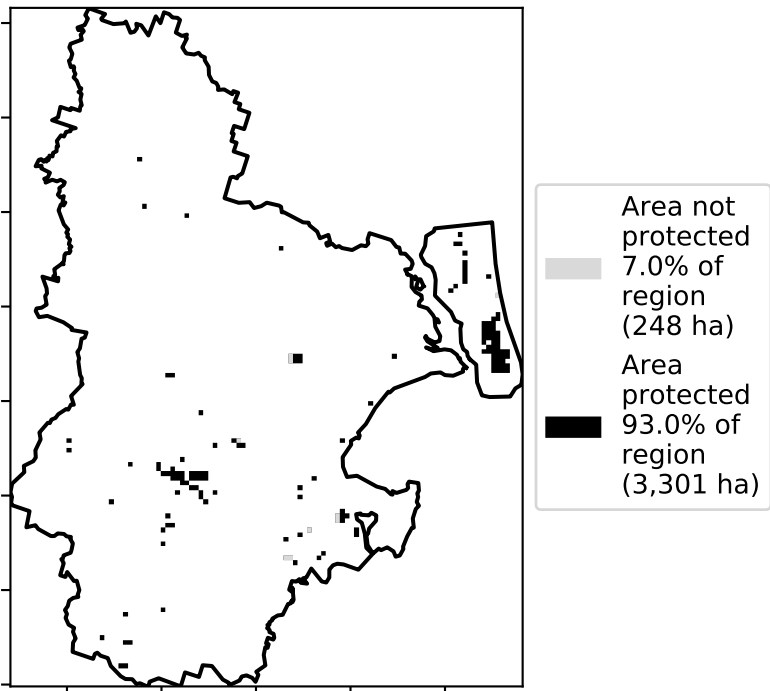 Area not
protected
7.0% of
region
(248 ha)
Area
protected
93.0% of
region
(3,301 ha)